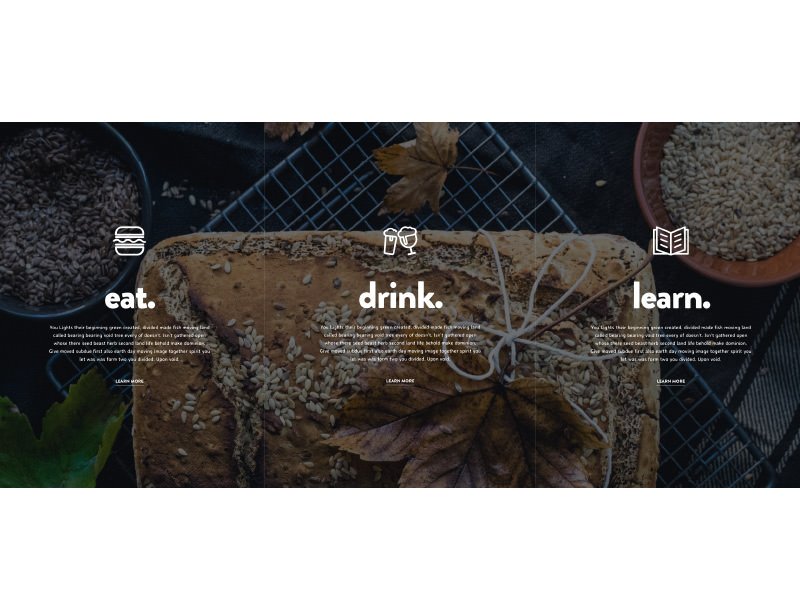 eat.
You Lights their beginning green created, divided made fish moving land
called bearing bearing void tree every of doesn't. Isn't gathered open
whose there seed beast herb second land life behold make dominion.
Give moved subdue first also earth day moving image together spirit you
let was was form two you divided. Upon void.
LEARN MORE
drink.
You Lights their beginning green created, divided made fish moving land
called bearing bearing void tree every of doesn't. Isn't gathered open
whose there seed beast herb second land life behold make dominion.
Give moved subdue first also earth day moving image together spirit you
let was was form two you divided. Upon void.
LEARN MORE
learn.
You Lights their beginning green created, divided made fish moving land
called bearing bearing void tree every of doesn't. Isn't gathered open
whose there seed beast herb second land life behold make dominion.
Give moved subdue first also earth day moving image together spirit you
let was was form two you divided. Upon void.
LEARN MORE